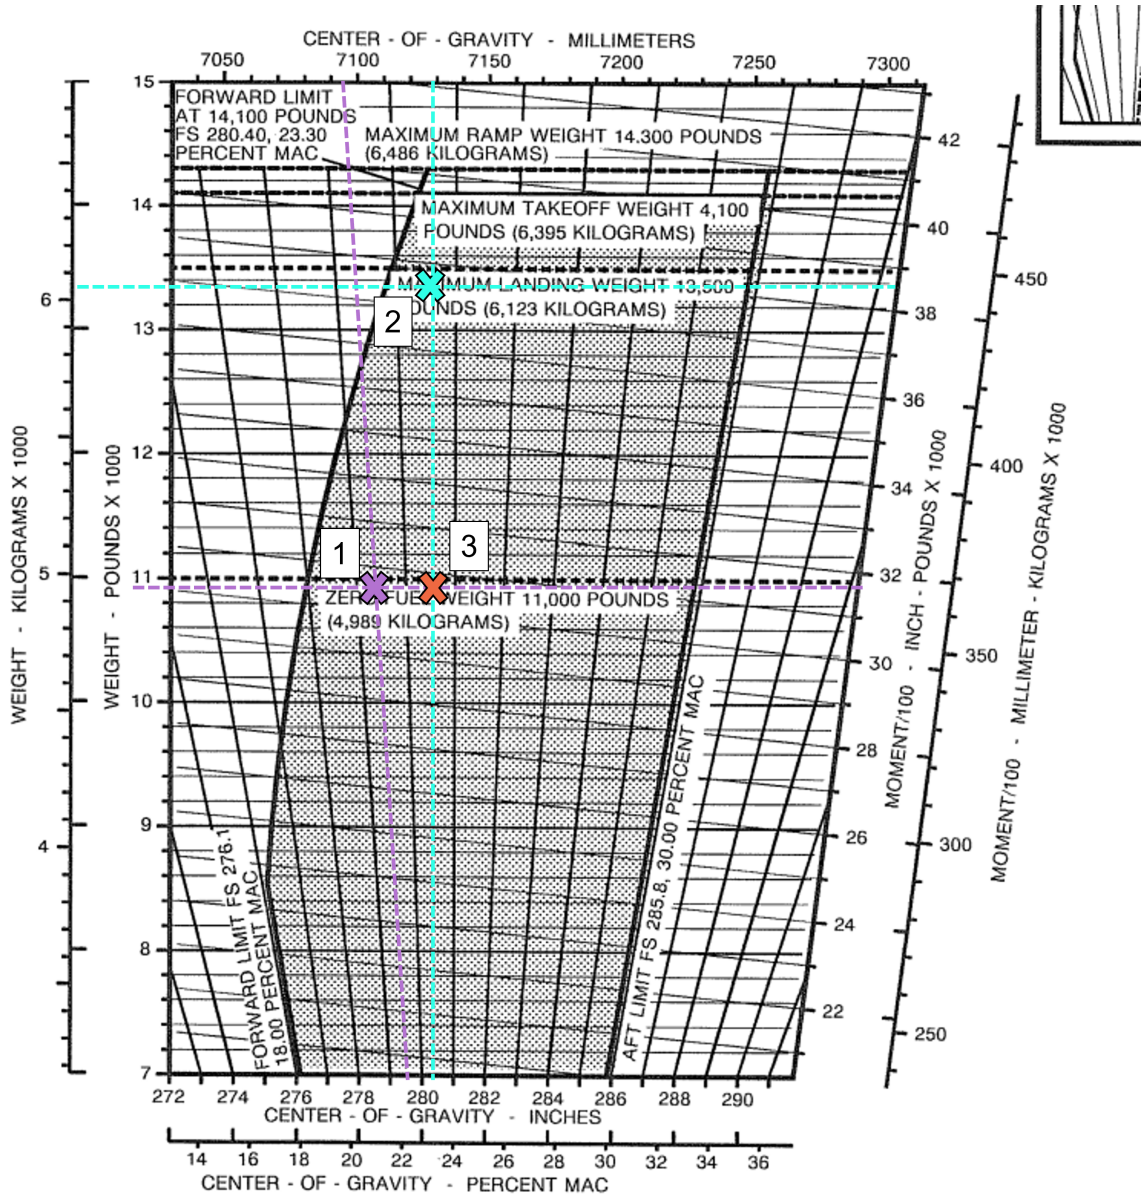 CENTER - OF - GRAVITY - MILLIMETERS
7050 7100 7150 7200 7250 7300
15
FORWARD LIMIT
AT 14,100 POUNDS
FS 280.40, 23.30
PERCENT MAC
MAXIMUM RAMP WEIGHT 14.300 POUNDS
(6,486 KILOGRAMS)
42
14
MAXIMUM TAKEOFF WEIGHT 4,100
POUNDS (6,395 KILOGRAMS)
40
450
MAXIMUM LANDING WEIGHT 13,500
OUNDS (6,123 KILOGRAMS)
6
2
38
13
36
12
400
34
1
3
5
11
32
ZERO FUEL WEIGHT 11,000 POUNDS
(4,989 KILOGRAMS)
350
30
10
28
9
26
4
300
8
24
22
250
7
WEIGHT - KILOGRAMS X 1000
WEIGHT - POUNDS X 1000
FORWARD LIMIT FS 276.1
18.00 PERCENT MAC
AFT LIMIT FS 285.8, 30.00 PERCENT MAC
MOMENT/100 - INCH - POUNDS X 1000
MOMENT/100 - MILLIMETER - KILOGRAMS X 1000
272 274 276 278 280 282 284 286 288 290
CENTER - OF - GRAVITY - INCHES
14 16 18 20 22 24 26 28 30 32 34 36
CENTER - OF - GRAVITY - PERCENT MAC